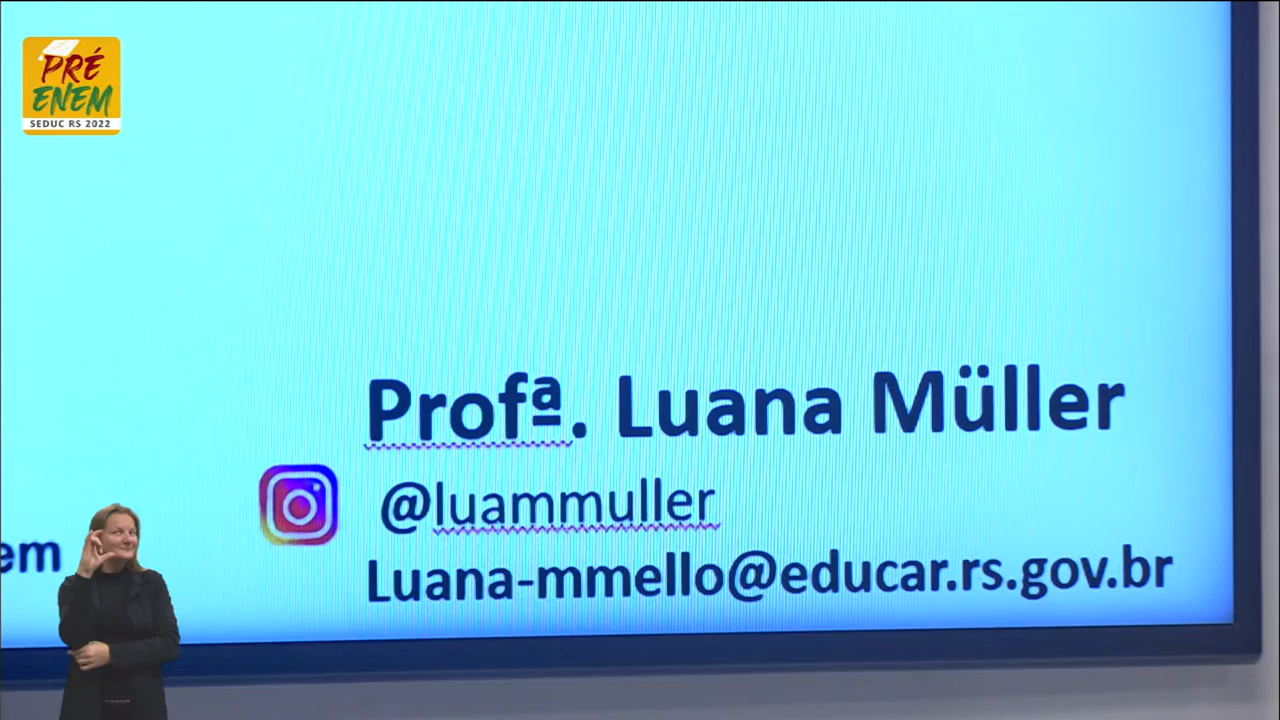 PRÉ
ENEM
SEDUC RS 2022
Profª. Luana Müller
@luammuller
em
Luana-mmello@educar.rs.gov.br